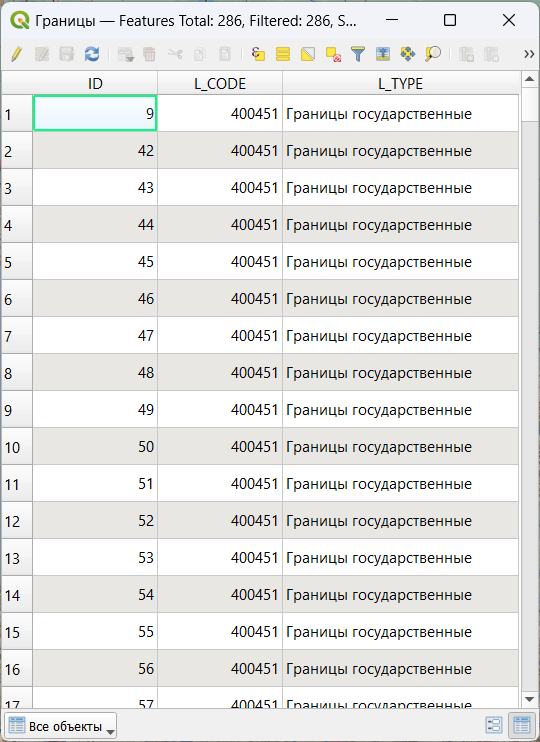 Границы — Features Total: 286, Filtered: 286, S...
ID L_CODE L_TYPE
1 9 400451 Границы государственные
2 42 400451 Границы государственные
3 43 400451 Границы государственные
4 44 400451 Границы государственные
5 45 400451 Границы государственные
6 46 400451 Границы государственные
7 47 400451 Границы государственные
8 48 400451 Границы государственные
9 49 400451 Границы государственные
10 50 400451 Границы государственные
11 51 400451 Границы государственные
12 52 400451 Границы государственные
13 53 400451 Границы государственные
14 54 400451 Границы государственные
15 55 400451 Границы государственные
16 56 400451 Границы государственные
17 57 400451 Границы государственные
Все объекты